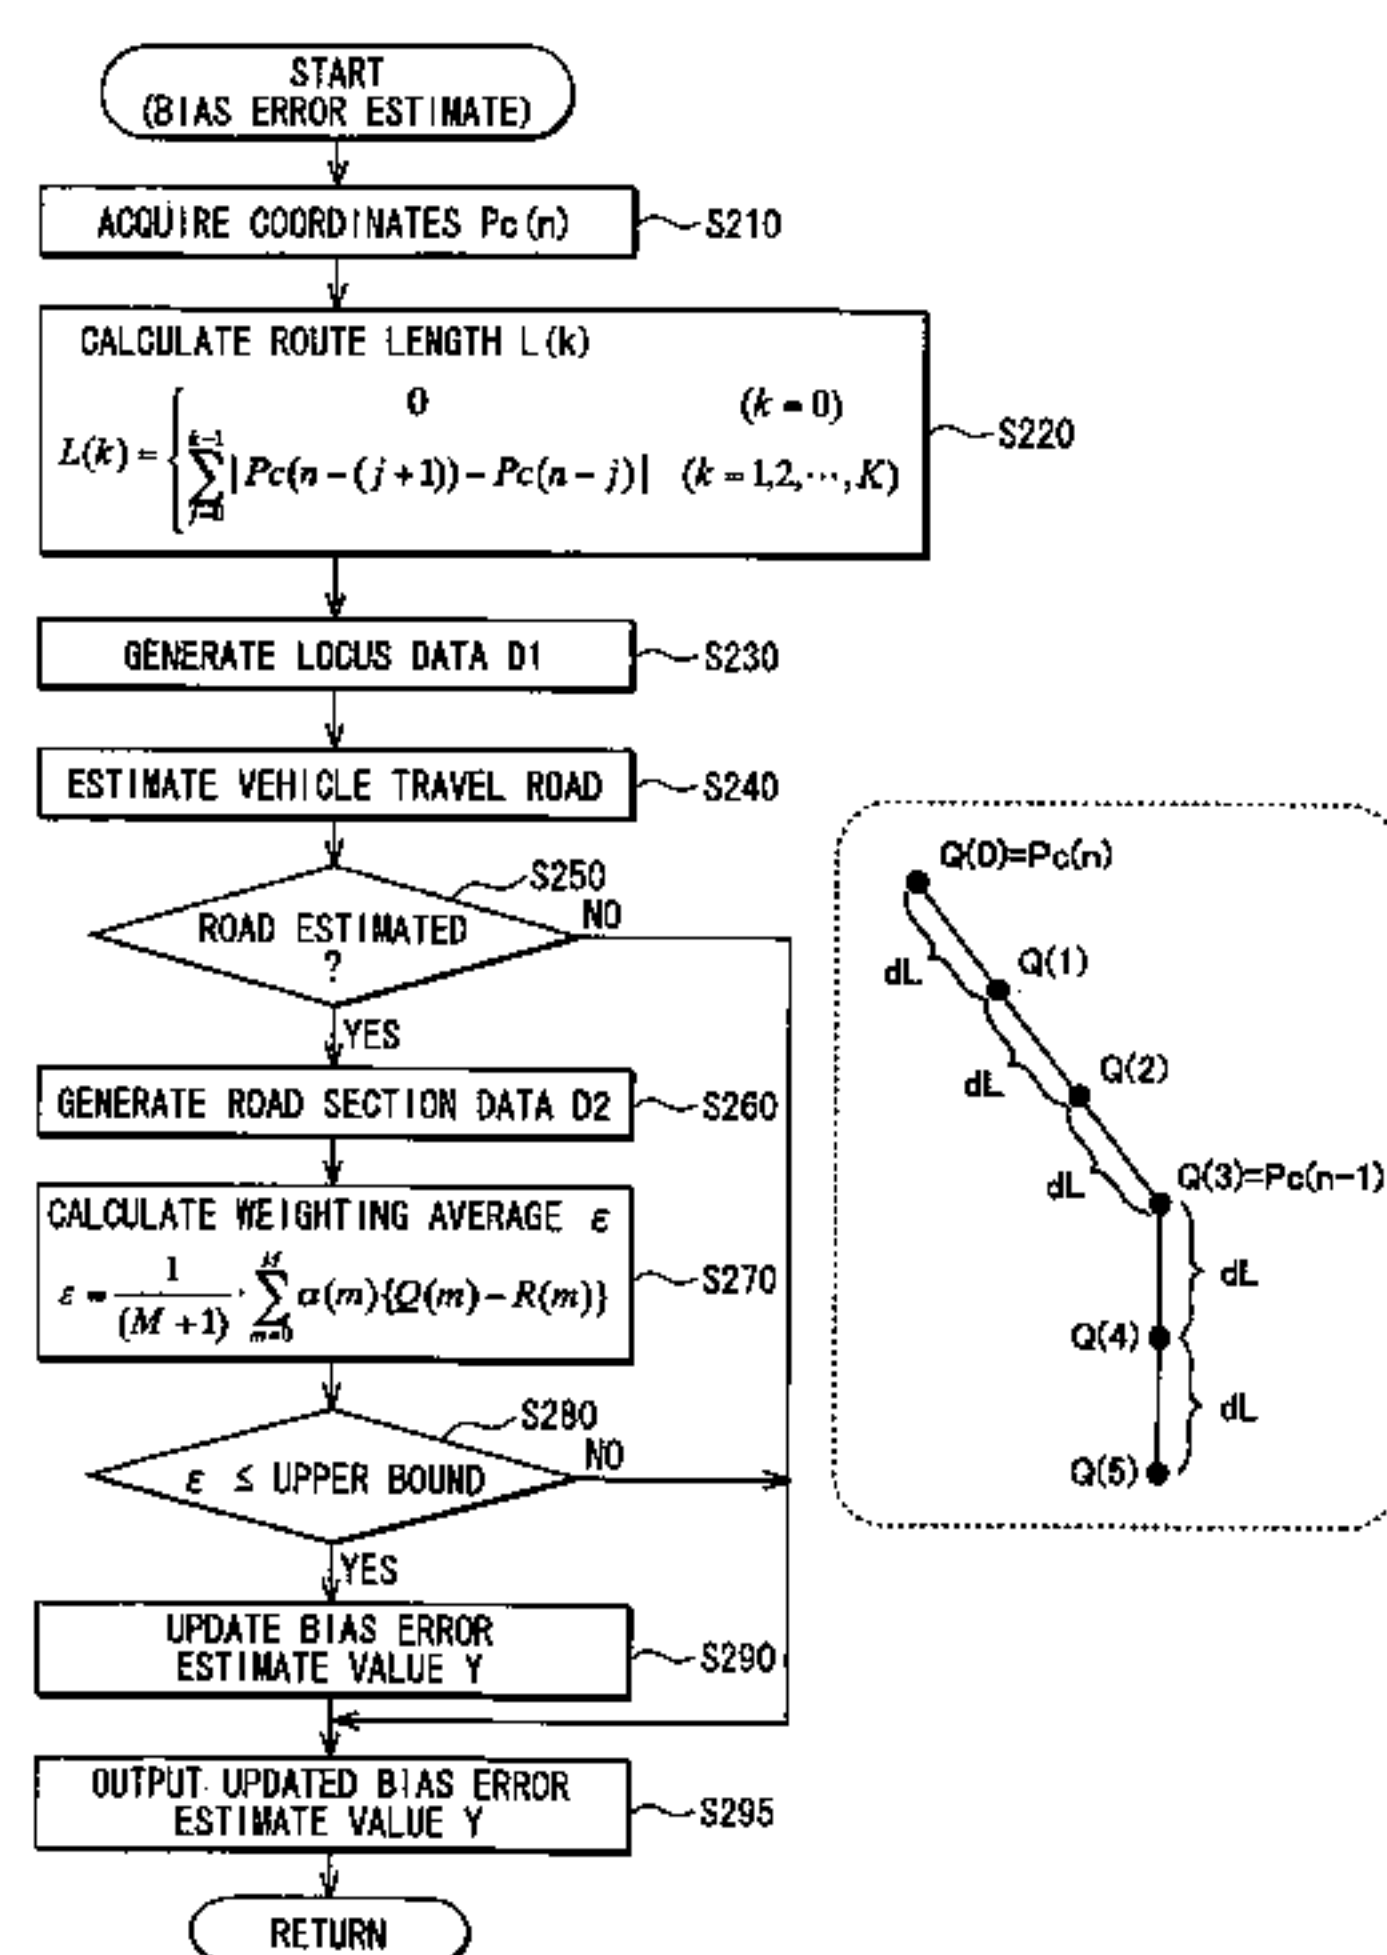 START
(BIAS ERROR ESTIMATE)
ACQUIRE COORDINATES Pc(n)
S210
CALCULATE ROUTE LENGTH L(k)
0 (k = 0)
L(k) = { ∑ | Pc(n − (j + 1)) − Pc(n − j) | (k = 1,2,⋯,K)
k−1
j=0
S220
GENERATE LOCUS DATA D1
S230
ESTIMATE VEHICLE TRAVEL ROAD
S240
S250
ROAD ESTIMATED
?
NO
YES
GENERATE ROAD SECTION DATA D2
S260
CALCULATE WEIGHTING AVERAGE ε
ε = 1/(M + 1) · ∑ α(m){Q(m) − R(m)}
M
m=0
S270
S280
ε ≤ UPPER BOUND
NO
YES
UPDATE BIAS ERROR
ESTIMATE VALUE Y
S290
OUTPUT UPDATED BIAS ERROR
ESTIMATE VALUE Y
S295
RETURN
Q(0)=Pc(n)
dL
Q(1)
dL
Q(2)
dL
Q(3)=Pc(n-1)
dL
Q(4)
dL
Q(5)